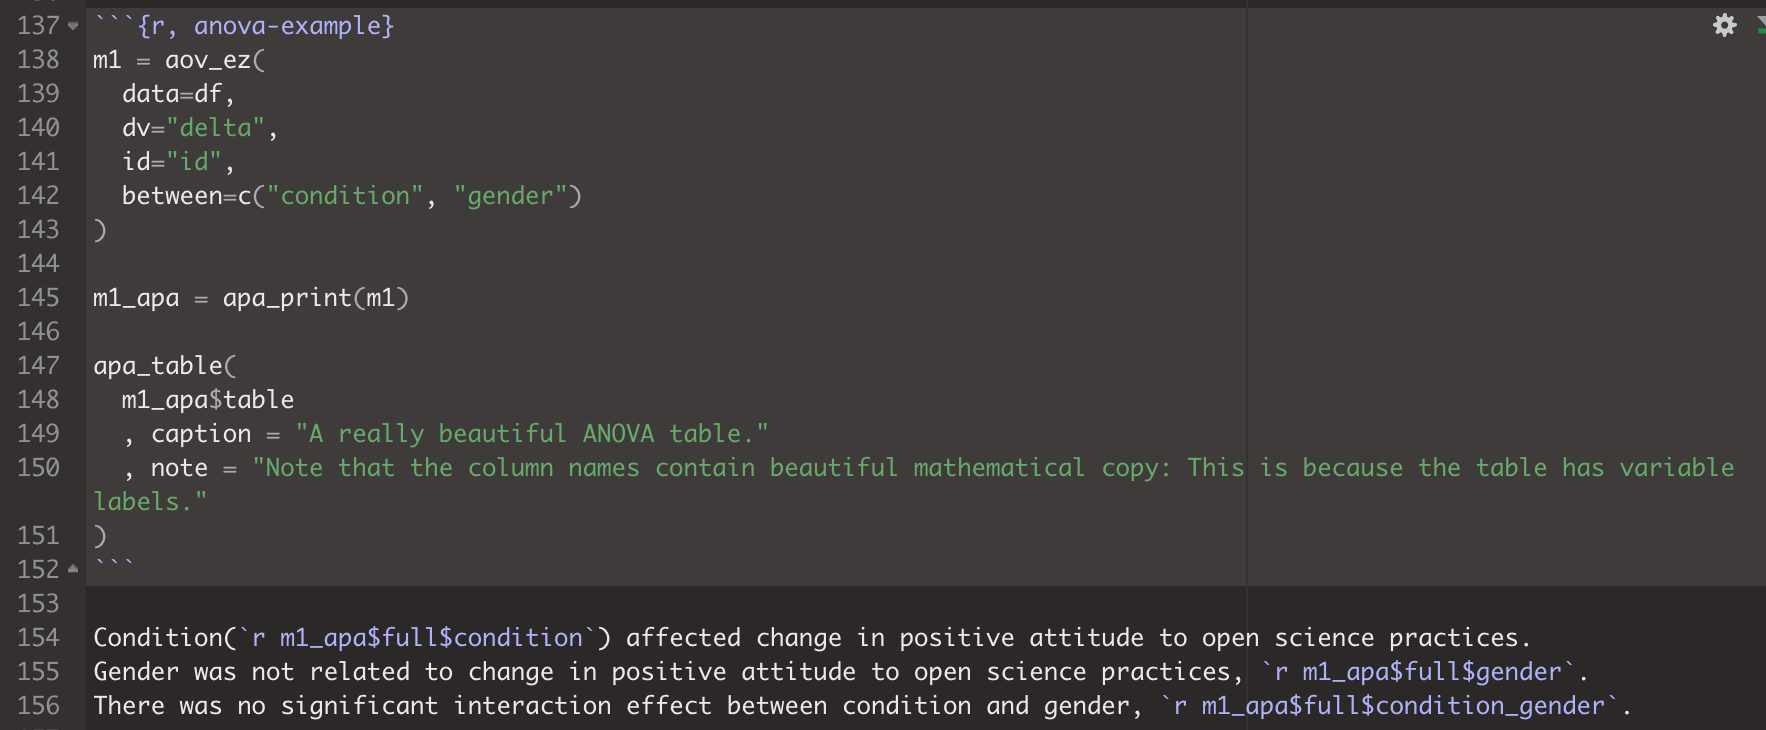 137 ```{r, anova-example}
138 m1 = aov_ez(
139   data=df,
140   dv="delta",
141   id="id",
142   between=c("condition", "gender")
143 )
144
145 m1_apa = apa_print(m1)
146
147 apa_table(
148   m1_apa$table
149   , caption = "A really beautiful ANOVA table."
150   , note = "Note that the column names contain beautiful mathematical copy: This is because the table has variable
labels."
151 )
152 ```
153
154 Condition(`r m1_apa$full$condition`) affected change in positive attitude to open science practices.
155 Gender was not related to change in positive attitude to open science practices, `r m1_apa$full$gender`.
156 There was no significant interaction effect between condition and gender, `r m1_apa$full$condition_gender`.